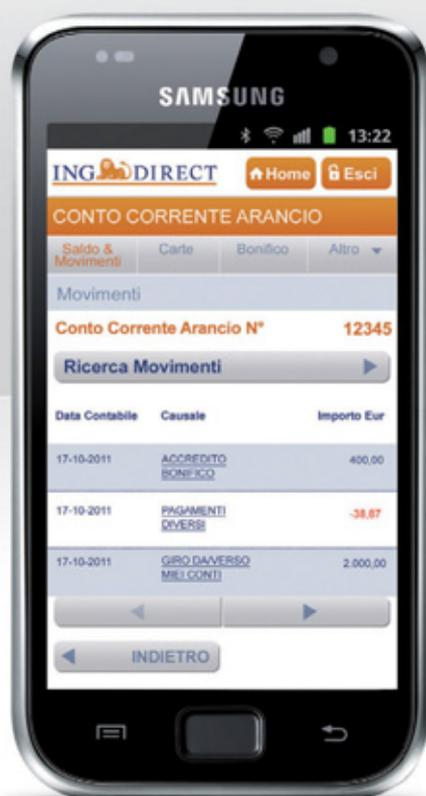 SAMSUNG
13:22
ING DIRECT Home Esci
CONTO CORRENTE ARANCIO
Saldo & Movimenti Carte Bonifico Altro
Movimenti
Conto Corrente Arancio N° 12345
Ricerca Movimenti
Data Contabile Causale Importo Eur
17-10-2011 ACCREDITO BONIFICO 400,00
17-10-2011 PAGAMENTI DIVERSI -38,67
17-10-2011 GIRO DA/VERSO MIEI CONTI 2.000,00
INDIETRO